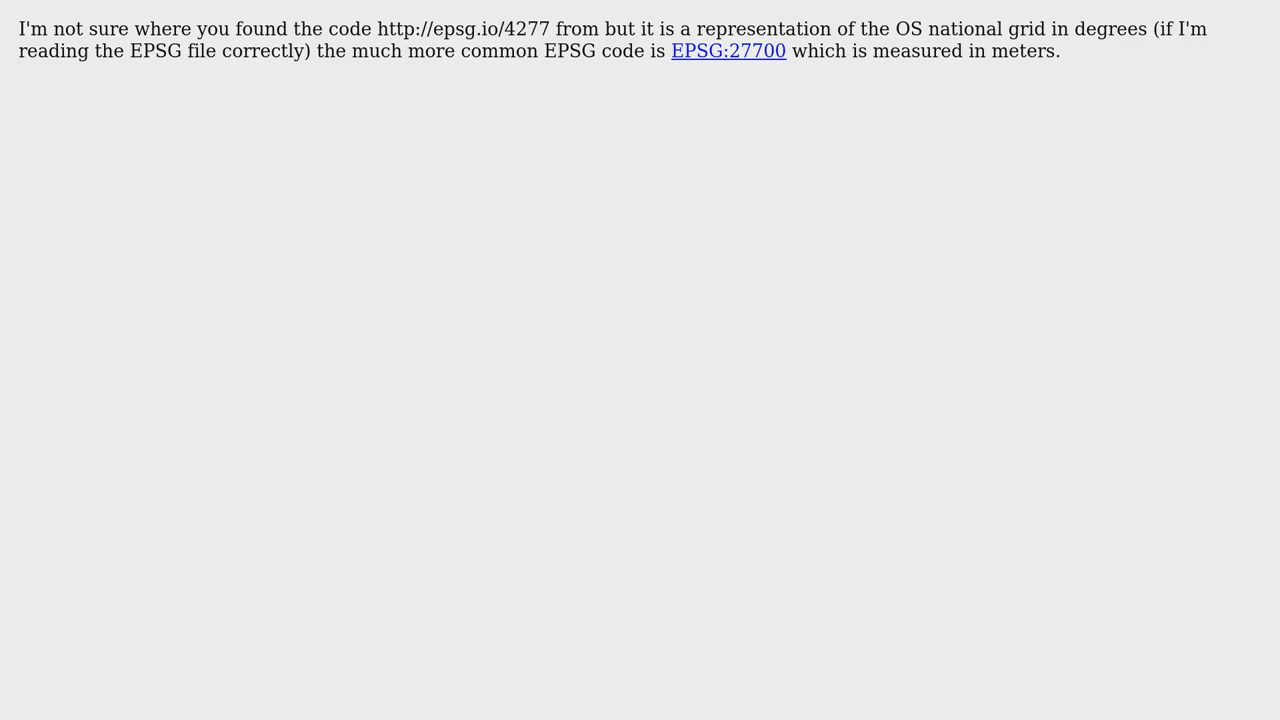 I'm not sure where you found the code http://epsg.io/4277 from but it is a representation of the OS national grid in degrees (if I'm
reading the EPSG file correctly) the much more common EPSG code is EPSG:27700 which is measured in meters.